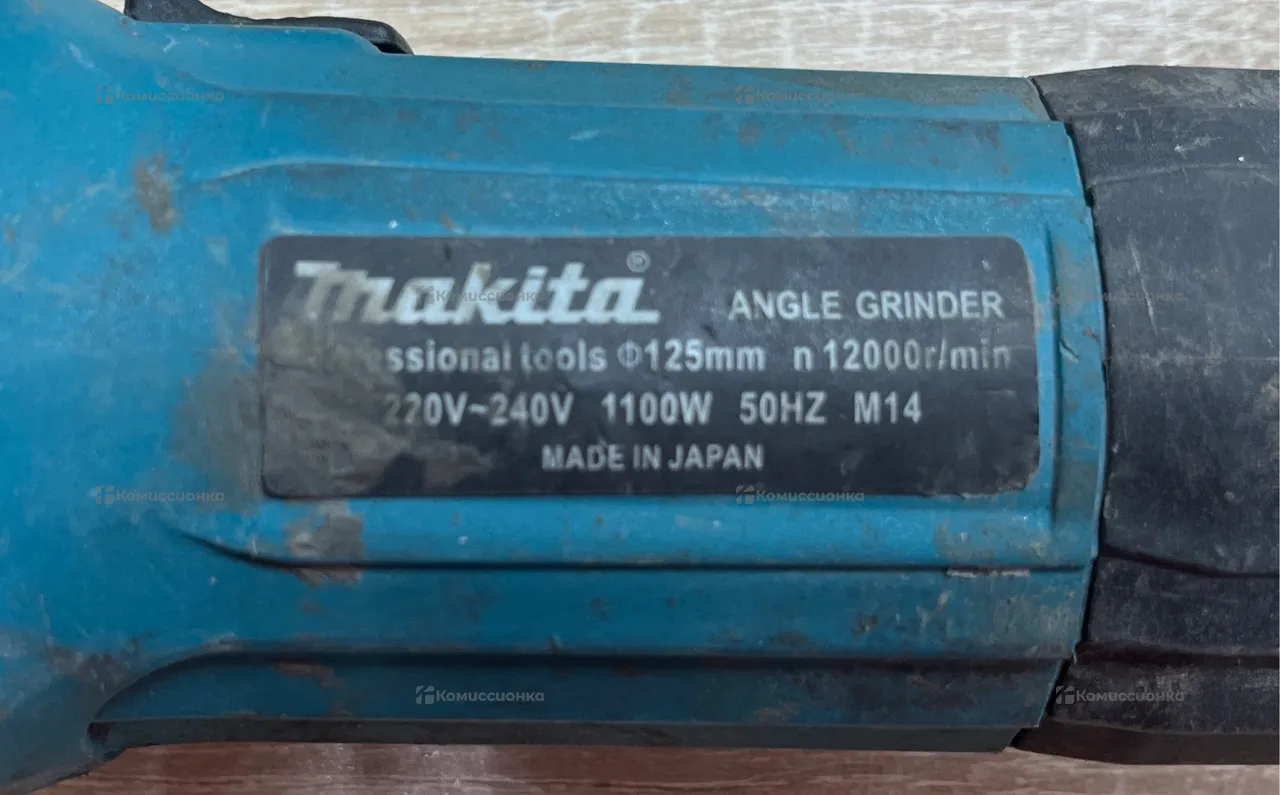 Комиссионка Комиссионка
makita® ANGLE GRINDER
Комиссионка Комиссионка
tools Φ125mm n 12000r/min
220V~240V 1100W 50HZ M14
MADE IN JAPAN
Комиссионка Комиссионка
Комиссионка Комиссионка